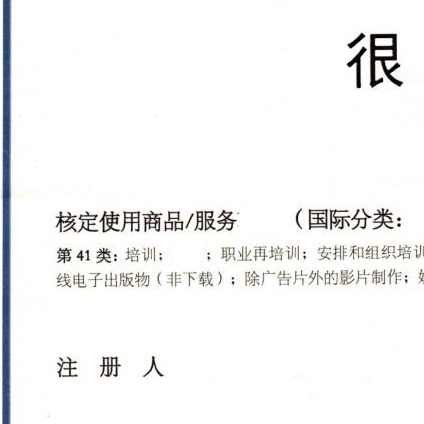 很
核定使用商品/服务 （国际分类：
第 41 类：培训； ；职业再培训；安排和组织培训
线电子出版物（非下载）；除广告片外的影片制作；
注 册 人